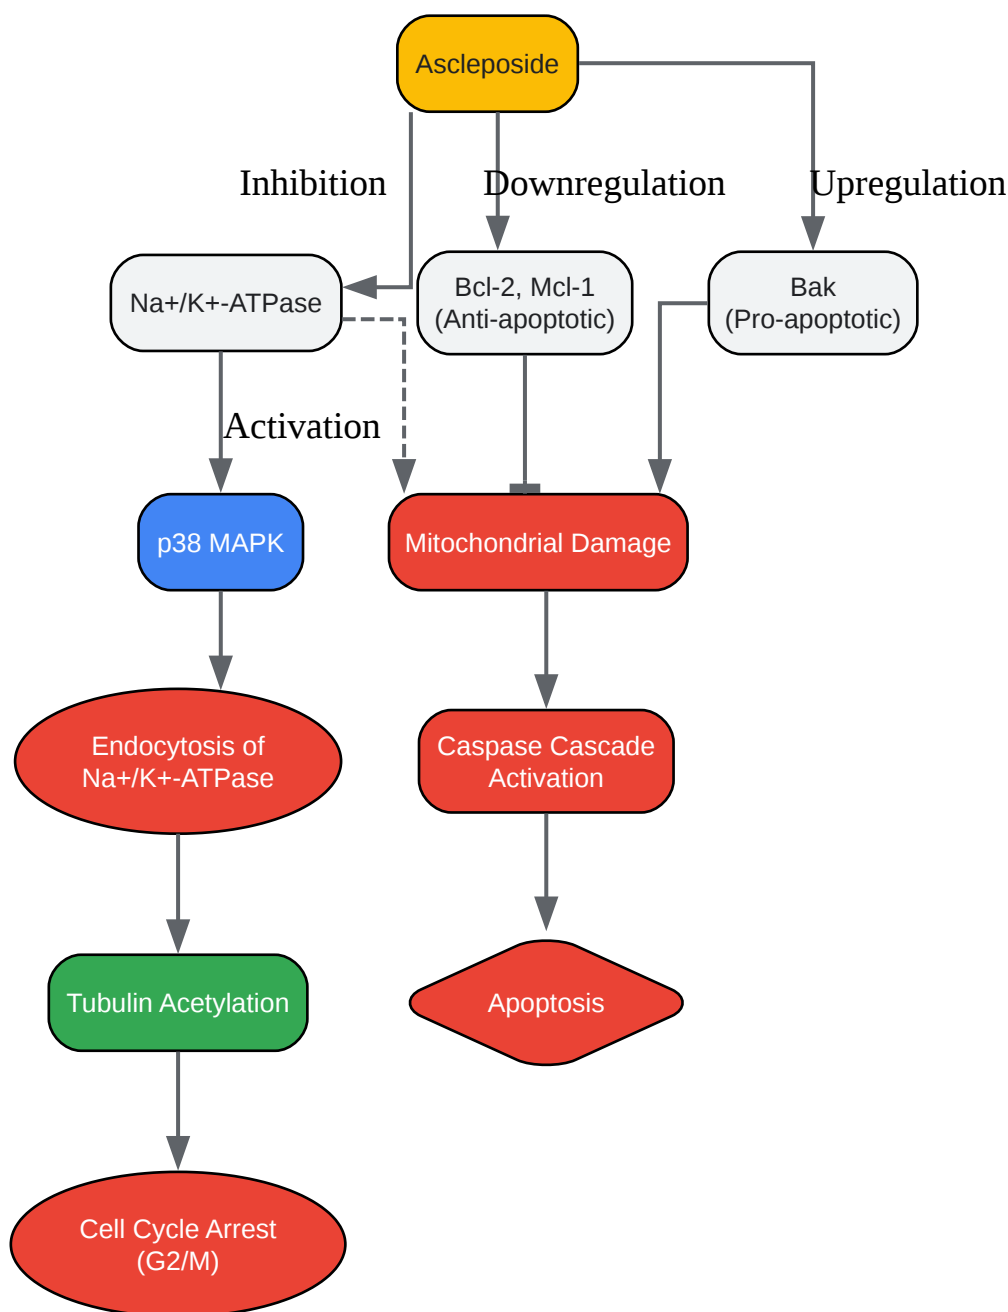 Ascleposide
Inhibition
Downregulation
Upregulation
Na+/K+-ATPase
Bcl-2, Mcl-1
(Anti-apoptotic)
Bak
(Pro-apoptotic)
Activation
p38 MAPK
Mitochondrial Damage
Endocytosis of
Na+/K+-ATPase
Caspase Cascade
Activation
Tubulin Acetylation
Apoptosis
Cell Cycle Arrest
(G2/M)